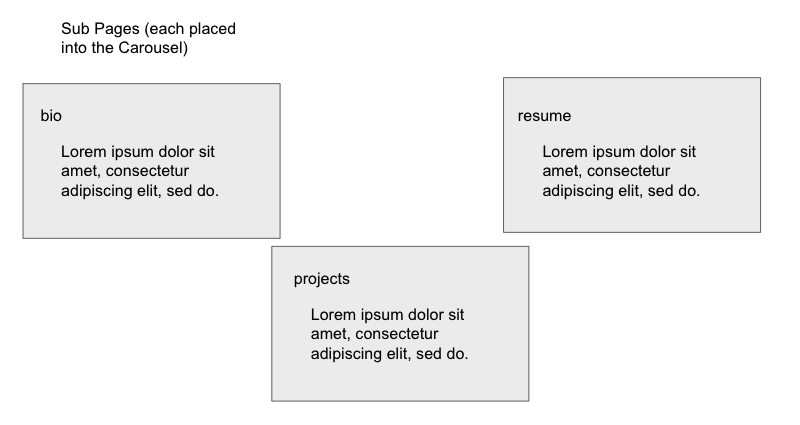 Sub Pages (each placed
into the Carousel)
bio
Lorem ipsum dolor sit
amet, consectetur
adipiscing elit, sed do.
resume
Lorem ipsum dolor sit
amet, consectetur
adipiscing elit, sed do.
projects
Lorem ipsum dolor sit
amet, consectetur
adipiscing elit, sed do.